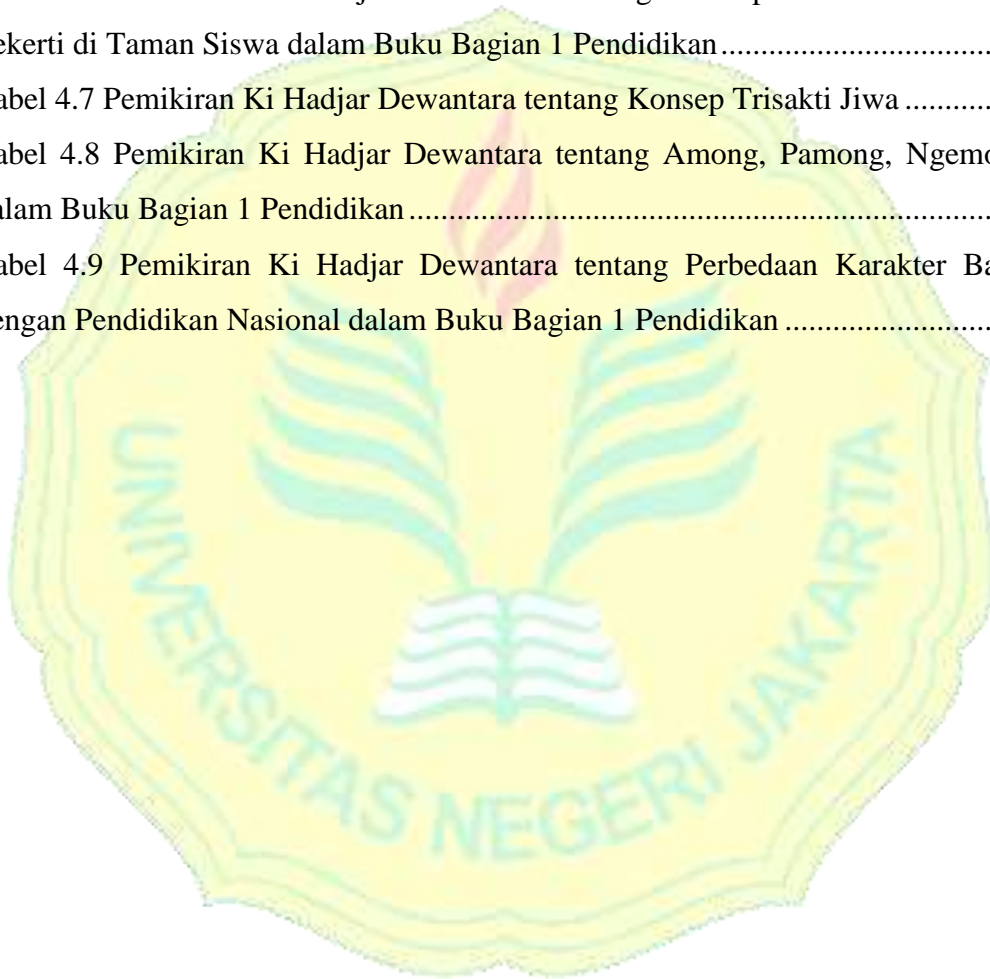 ekerti di Taman Siswa dalam Buku Bagian 1 Pendidikan....................................
abel 4.7 Pemikiran Ki Hadjar Dewantara tentang Konsep Trisakti Jiwa ............
abel 4.8 Pemikiran Ki Hadjar Dewantara tentang Among, Pamong, Ngemo
alam Buku Bagian 1 Pendidikan..........................................................................
abel 4.9 Pemikiran Ki Hadjar Dewantara tentang Perbedaan Karakter Ba
engan Pendidikan Nasional dalam Buku Bagian 1 Pendidikan ..........................
UNIVERSITAS NEGERI JAKARTA